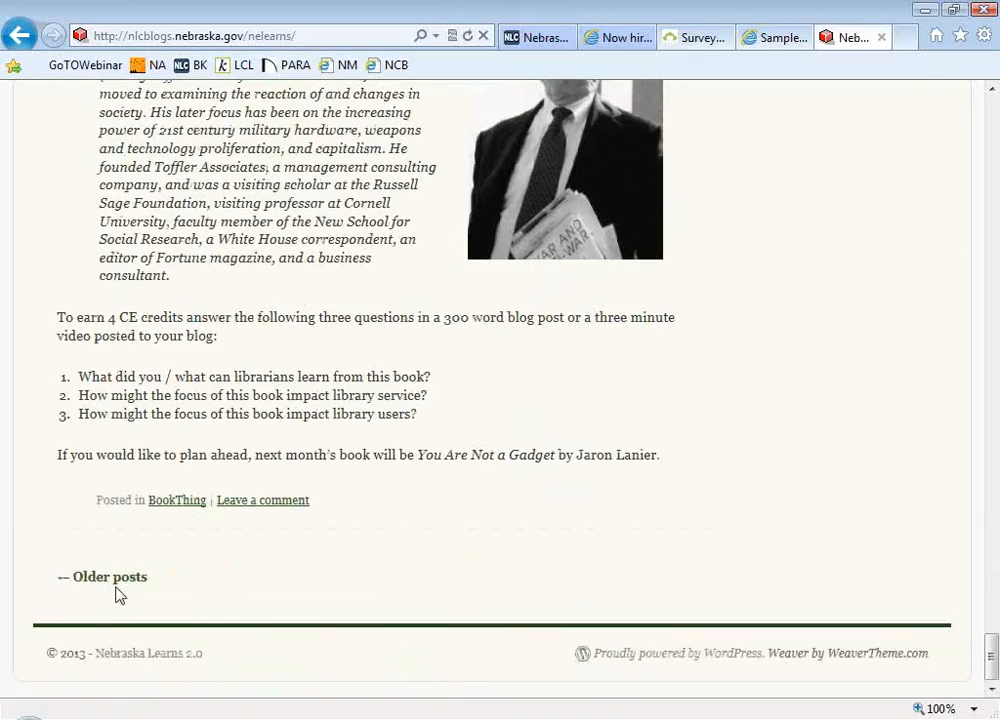 http://nlcblogs.nebraska.gov/nelearns/
Nebras...
Now hir...
Survey...
Sample...
Neb...
GoTOWebinar NA NLC BK k LCL PARA NM NCB
moved to examining the reaction of and changes in
society. His later focus has been on the increasing
power of 21st century military hardware, weapons
and technology proliferation, and capitalism. He
founded Toffler Associates, a management consulting
company, and was a visiting scholar at the Russell
Sage Foundation, visiting professor at Cornell
University, faculty member of the New School for
Social Research, a White House correspondent, an
editor of Fortune magazine, and a business
consultant.
To earn 4 CE credits answer the following three questions in a 300 word blog post or a three minute
video posted to your blog:
1. What did you / what can librarians learn from this book?
2. How might the focus of this book impact library service?
3. How might the focus of this book impact library users?
If you would like to plan ahead, next month's book will be You Are Not a Gadget by Jaron Lanier.
Posted in BookThing | Leave a comment
← Older posts
© 2013 - Nebraska Learns 2.0
Proudly powered by WordPress. Weaver by WeaverTheme.com
100%